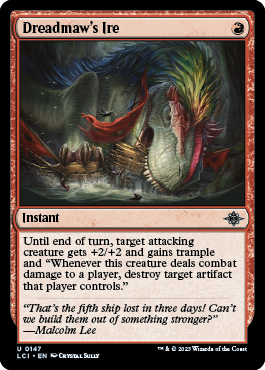 Dreadmaw's Ire
Instant
Until end of turn, target attacking
creature gets +2/+2 and gains trample
and “Whenever this creature deals combat
damage to a player, destroy target artifact
that player controls.”
“That's the fifth ship lost in three days! Can't
we build them out of something stronger?”
—Malcolm Lee
U 0147
LCI • EN Crystal Sully
™ & © 2023 Wizards of the Coast